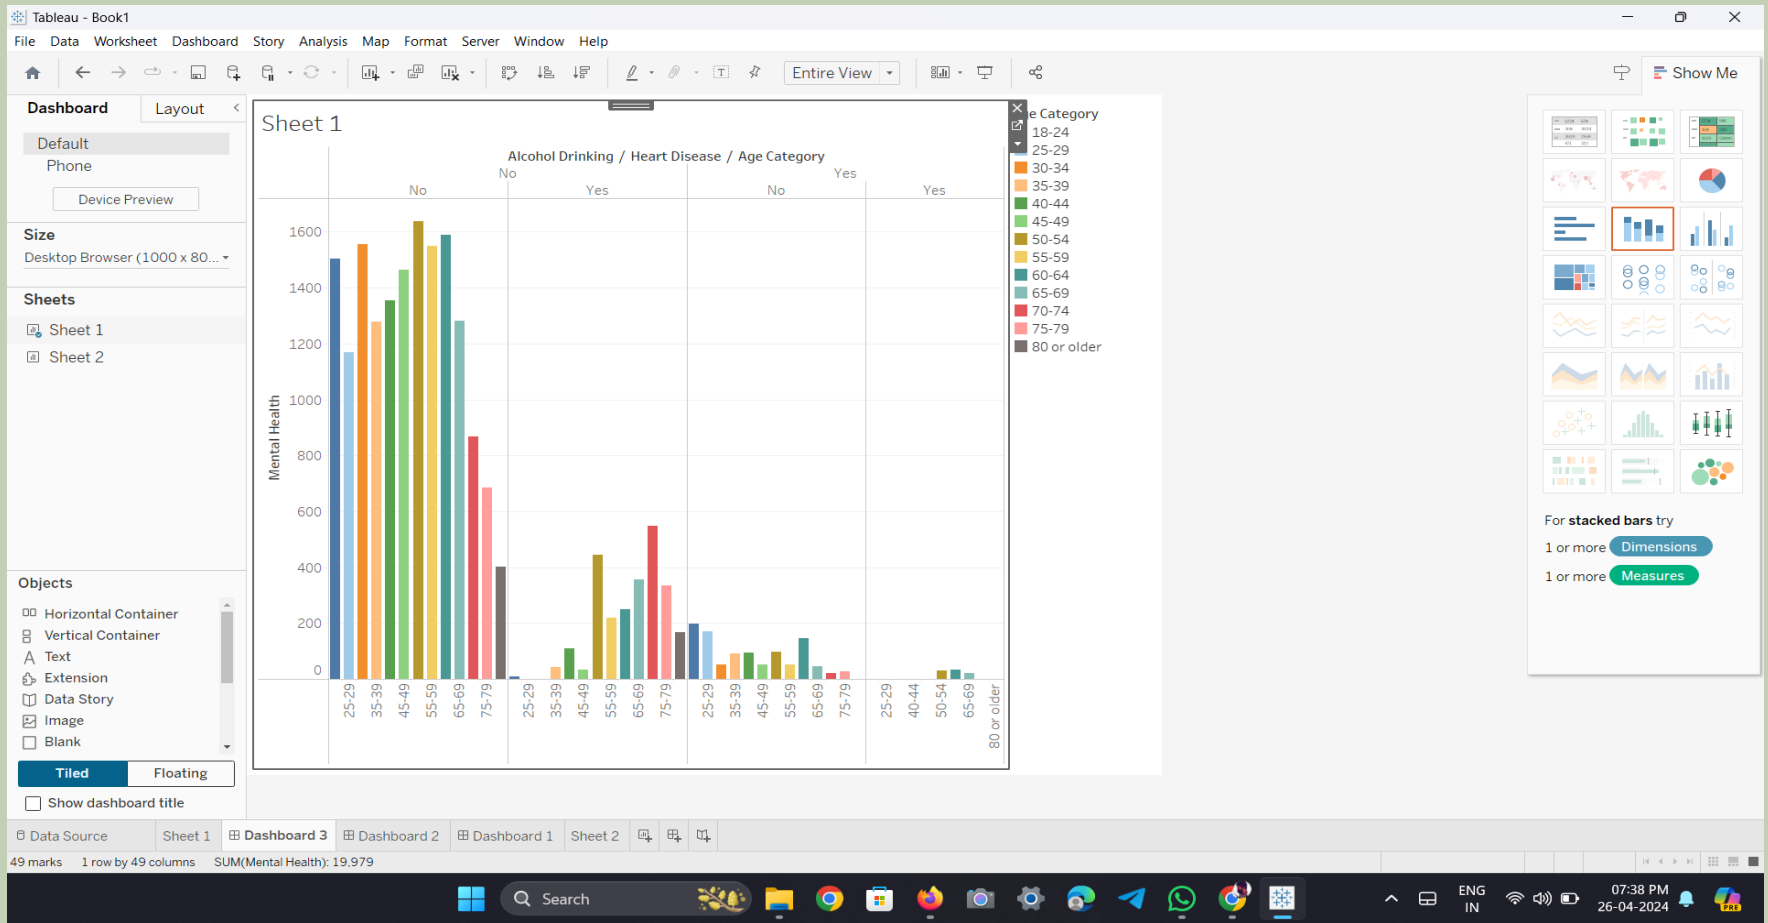 Tableau - Book1
File Data Worksheet Dashboard Story Analysis Map Format Server Window Help
Entire View
Show Me
Dashboard
Layout
Default
Phone
Device Preview
Size
Desktop Browser (1000 x 80...
Sheets
Sheet 1
Sheet 2
Objects
Horizontal Container
Vertical Container
Text
Extension
Data Story
Image
Blank
Tiled Floating
Show dashboard title
Sheet 1
Alcohol Drinking / Heart Disease / Age Category
No Yes
No Yes No Yes
Mental Health
1600
1400
1200
1000
800
600
400
200
0
25-29 35-39 45-49 55-59 65-69 75-79 25-29 35-39 45-49 55-59 65-69 75-79 25-29 35-39 45-49 55-59 65-69 75-79 25-29 40-44 50-54 65-69 80 or older
e Category
18-24
25-29
30-34
35-39
40-44
45-49
50-54
55-59
60-64
65-69
70-74
75-79
80 or older
For stacked bars try
1 or more Dimensions
1 or more Measures
Data Source Sheet 1 Dashboard 3 Dashboard 2 Dashboard 1 Sheet 2
49 marks 1 row by 49 columns SUM(Mental Health): 19,979
Search
ENG
IN
07:38 PM
26-04-2024
PRE